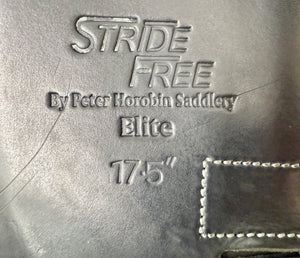 STRIDE
FREE
By Peter Horobin Saddlery
Elite
17.5"